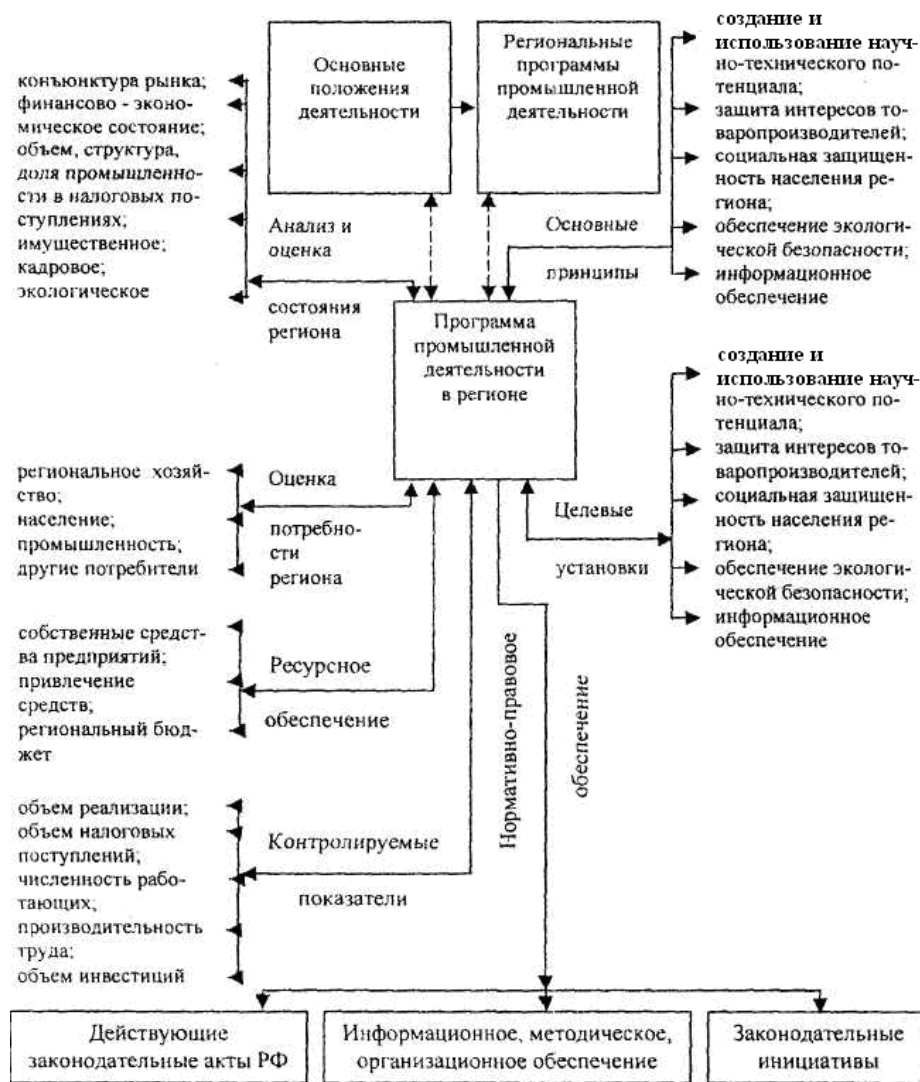 Основные
положения
деятельности
Региональные
программы
промышленной
деятельности
создание и
использование науч-
но-технического по-
тенциала;
защита интересов то-
варопроизводителей;
социальная защищен-
ность населения ре-
гиона;
обеспечение экологи-
ческой безопасности;
информационное
обеспечение
конъюнктура рынка;
финансово - эконо-
мическое состояние;
объем, структура,
доля промышленно-
сти в налоговых по-
ступлениях;
имущественное;
кадровое;
экологическое
Анализ и
оценка
состояния
региона
Основные
принципы
Программа
промышленной
деятельности
в регионе
создание и
использование науч-
но-технического по-
тенциала;
защита интересов то-
варопроизводителей;
социальная защищен-
ность населения ре-
гиона;
обеспечение экологи-
ческой безопасности;
информационное
обеспечение
региональное хозяй-
ство;
население;
промышленность;
другие потребители
Оценка
потребности
региона
Целевые
установки
собственные средст-
ва предприятий;
привлечение
средств;
региональный бюд-
жет
Ресурсное
обеспечение
Нормативно-правовое
обеспечение
объем реализации;
объем налоговых
поступлений;
численность рабо-
тающих;
производительность
труда;
объем инвестиций
Контролируемые
показатели
Действующие
законодательные акты РФ
Информационное, методическое,
организационное обеспечение
Законодательные
инициативы